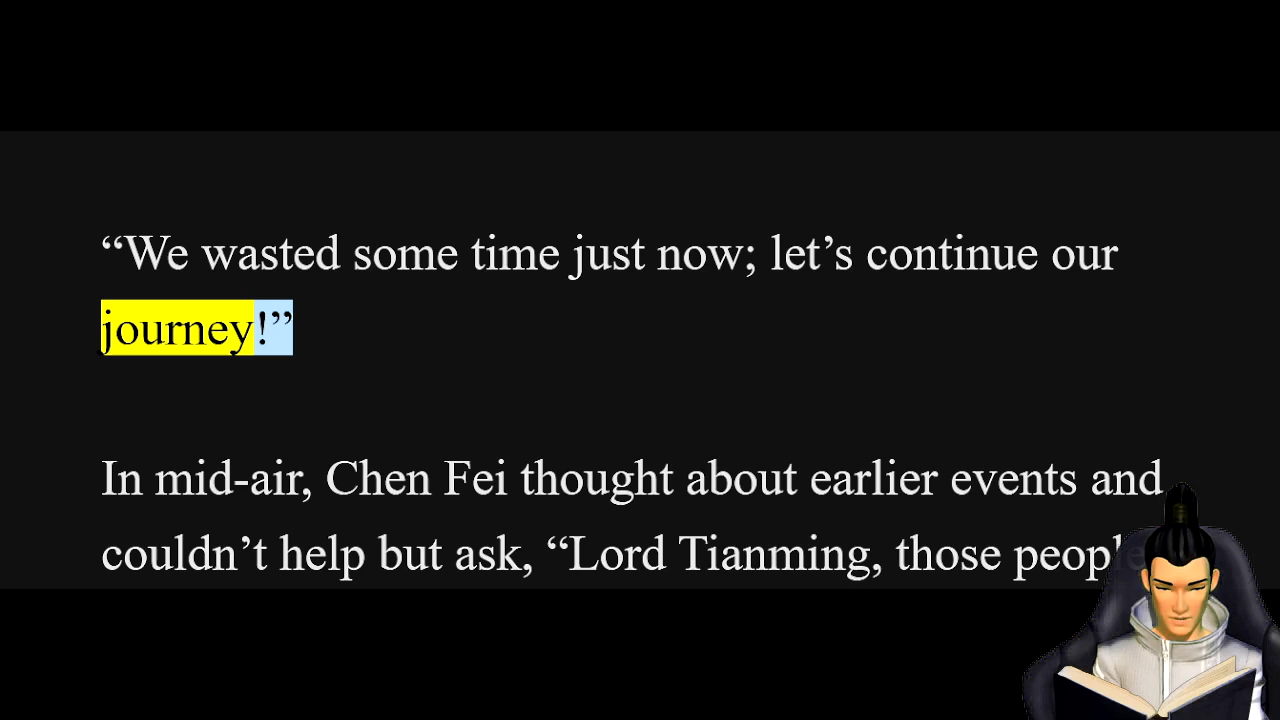 “We wasted some time just now; let’s continue our
journey!”
In mid-air, Chen Fei thought about earlier events and
couldn’t help but ask, “Lord Tianming, those people